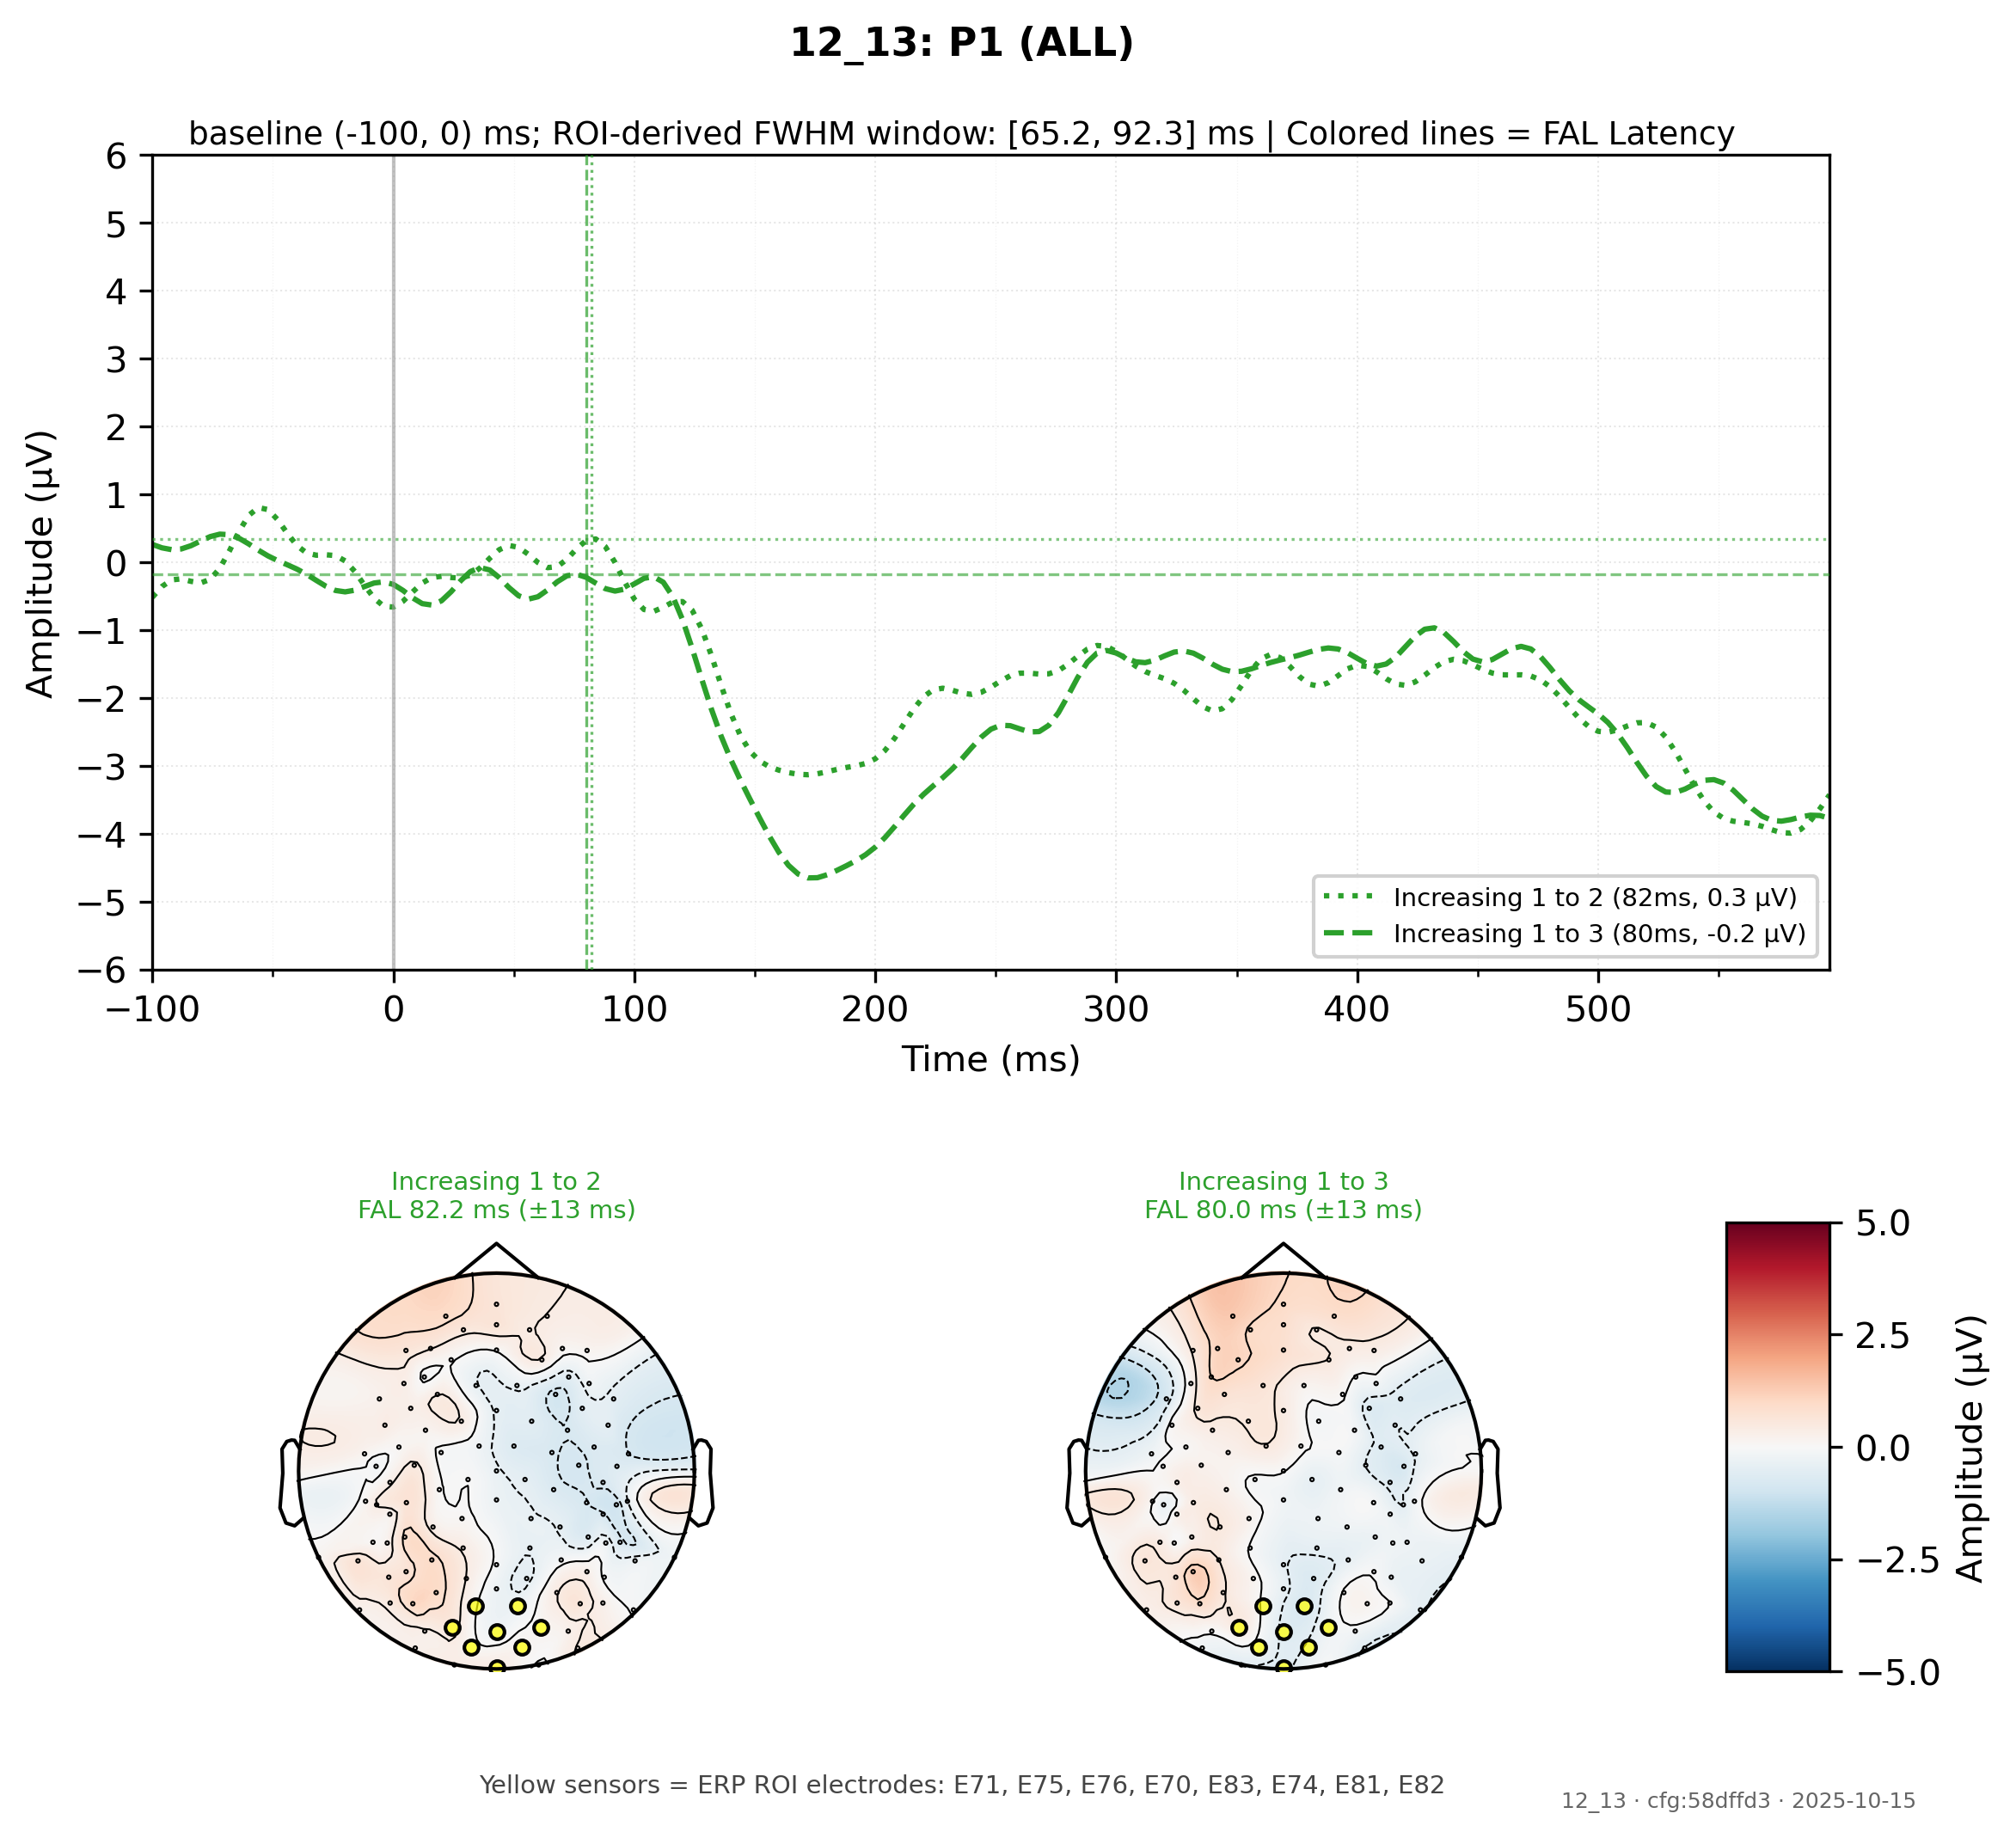 12_13: P1 (ALL)
baseline (-100, 0) ms; ROI-derived FWHM window: [65.2, 92.3] ms | Colored lines = FAL Latency
6
5
4
3
2
1
0
−1
−2
−3
−4
−5
−6
Amplitude (μV)
Increasing 1 to 2 (82ms, 0.3 μV)
Increasing 1 to 3 (80ms, -0.2 μV)
−100 0 100 200 300 400 500
Time (ms)
Increasing 1 to 2
FAL 82.2 ms (±13 ms)
Increasing 1 to 3
FAL 80.0 ms (±13 ms)
5.0
2.5
0.0
−2.5
−5.0
Amplitude (μV)
Yellow sensors = ERP ROI electrodes: E71, E75, E76, E70, E83, E74, E81, E82
12_13 · cfg:58dffd3 · 2025-10-15